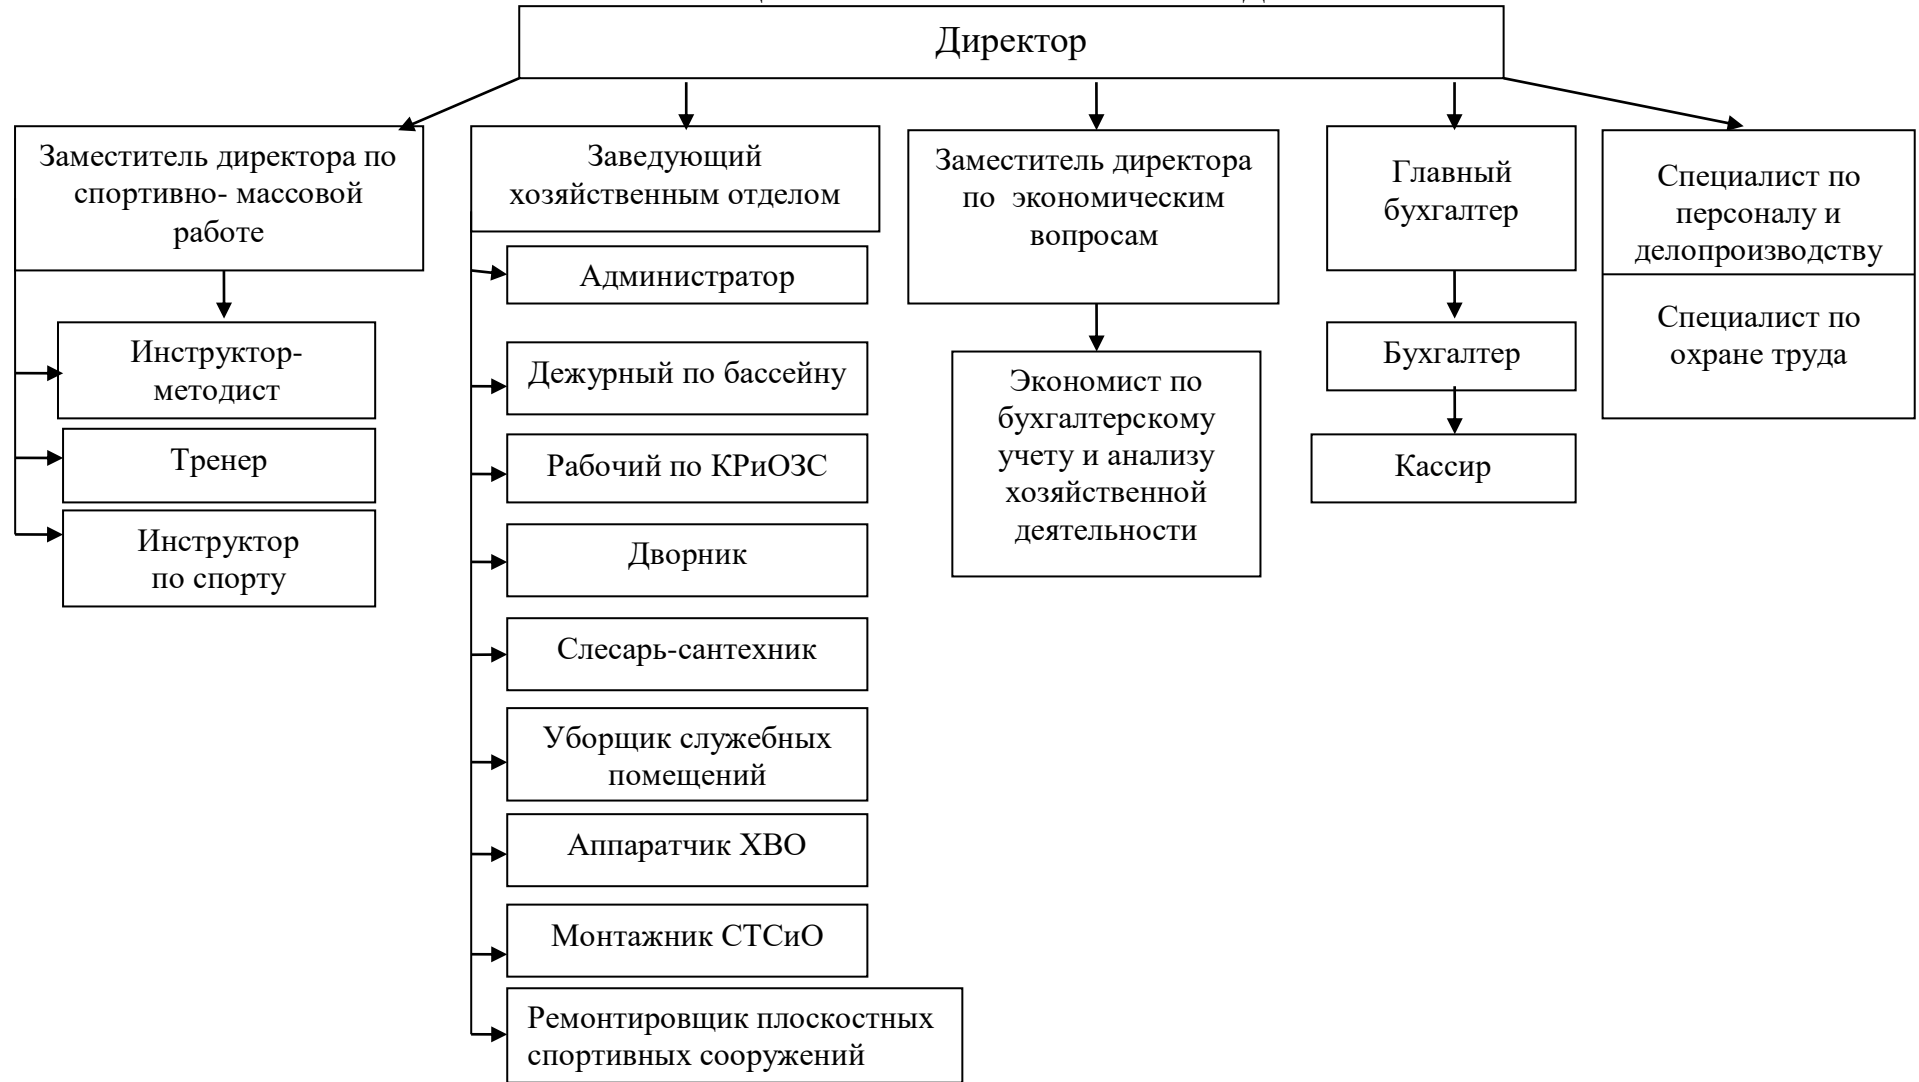 Директор
Заместитель директора по
спортивно- массовой
работе
Инструктор-
методист
Тренер
Инструктор
по спорту
Заведующий
хозяйственным отделом
Администратор
Дежурный по бассейну
Рабочий по КРиОЗС
Дворник
Слесарь-сантехник
Уборщик служебных
помещений
Аппаратчик ХВО
Монтажник СТСиО
Ремонтировщик плоскостных
спортивных сооружений
Заместитель директора
по экономическим
вопросам
Экономист по
бухгалтерскому
учету и анализу
хозяйственной
деятельности
Главный
бухгалтер
Бухгалтер
Кассир
Специалист по
персоналу и
делопроизводству
Специалист по
охране труда